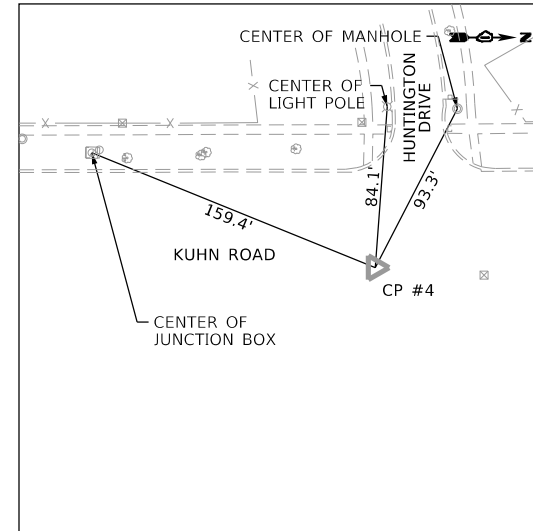 CENTER OF MANHOLE
N
CENTER OF
LIGHT POLE
HUNTINGTON
DRIVE
84.1'
93.3'
159.4'
KUHN ROAD
CP #4
CENTER OF
JUNCTION BOX